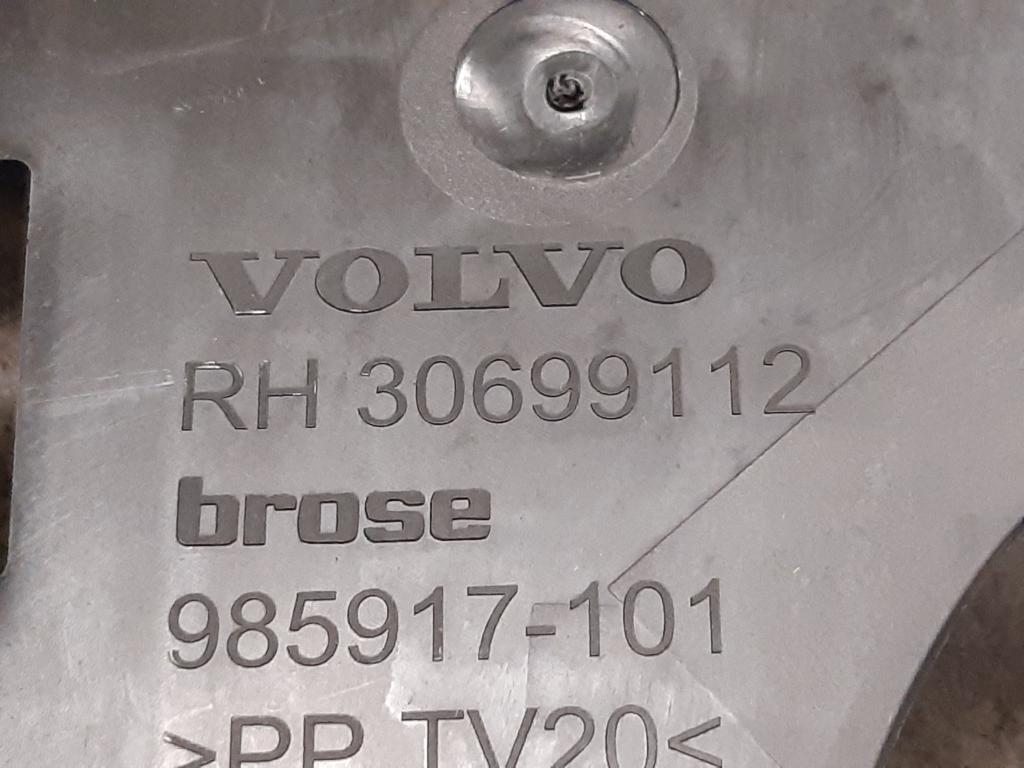 VOLVO
RH 30699112
brose
985917-101
>PP TV20<